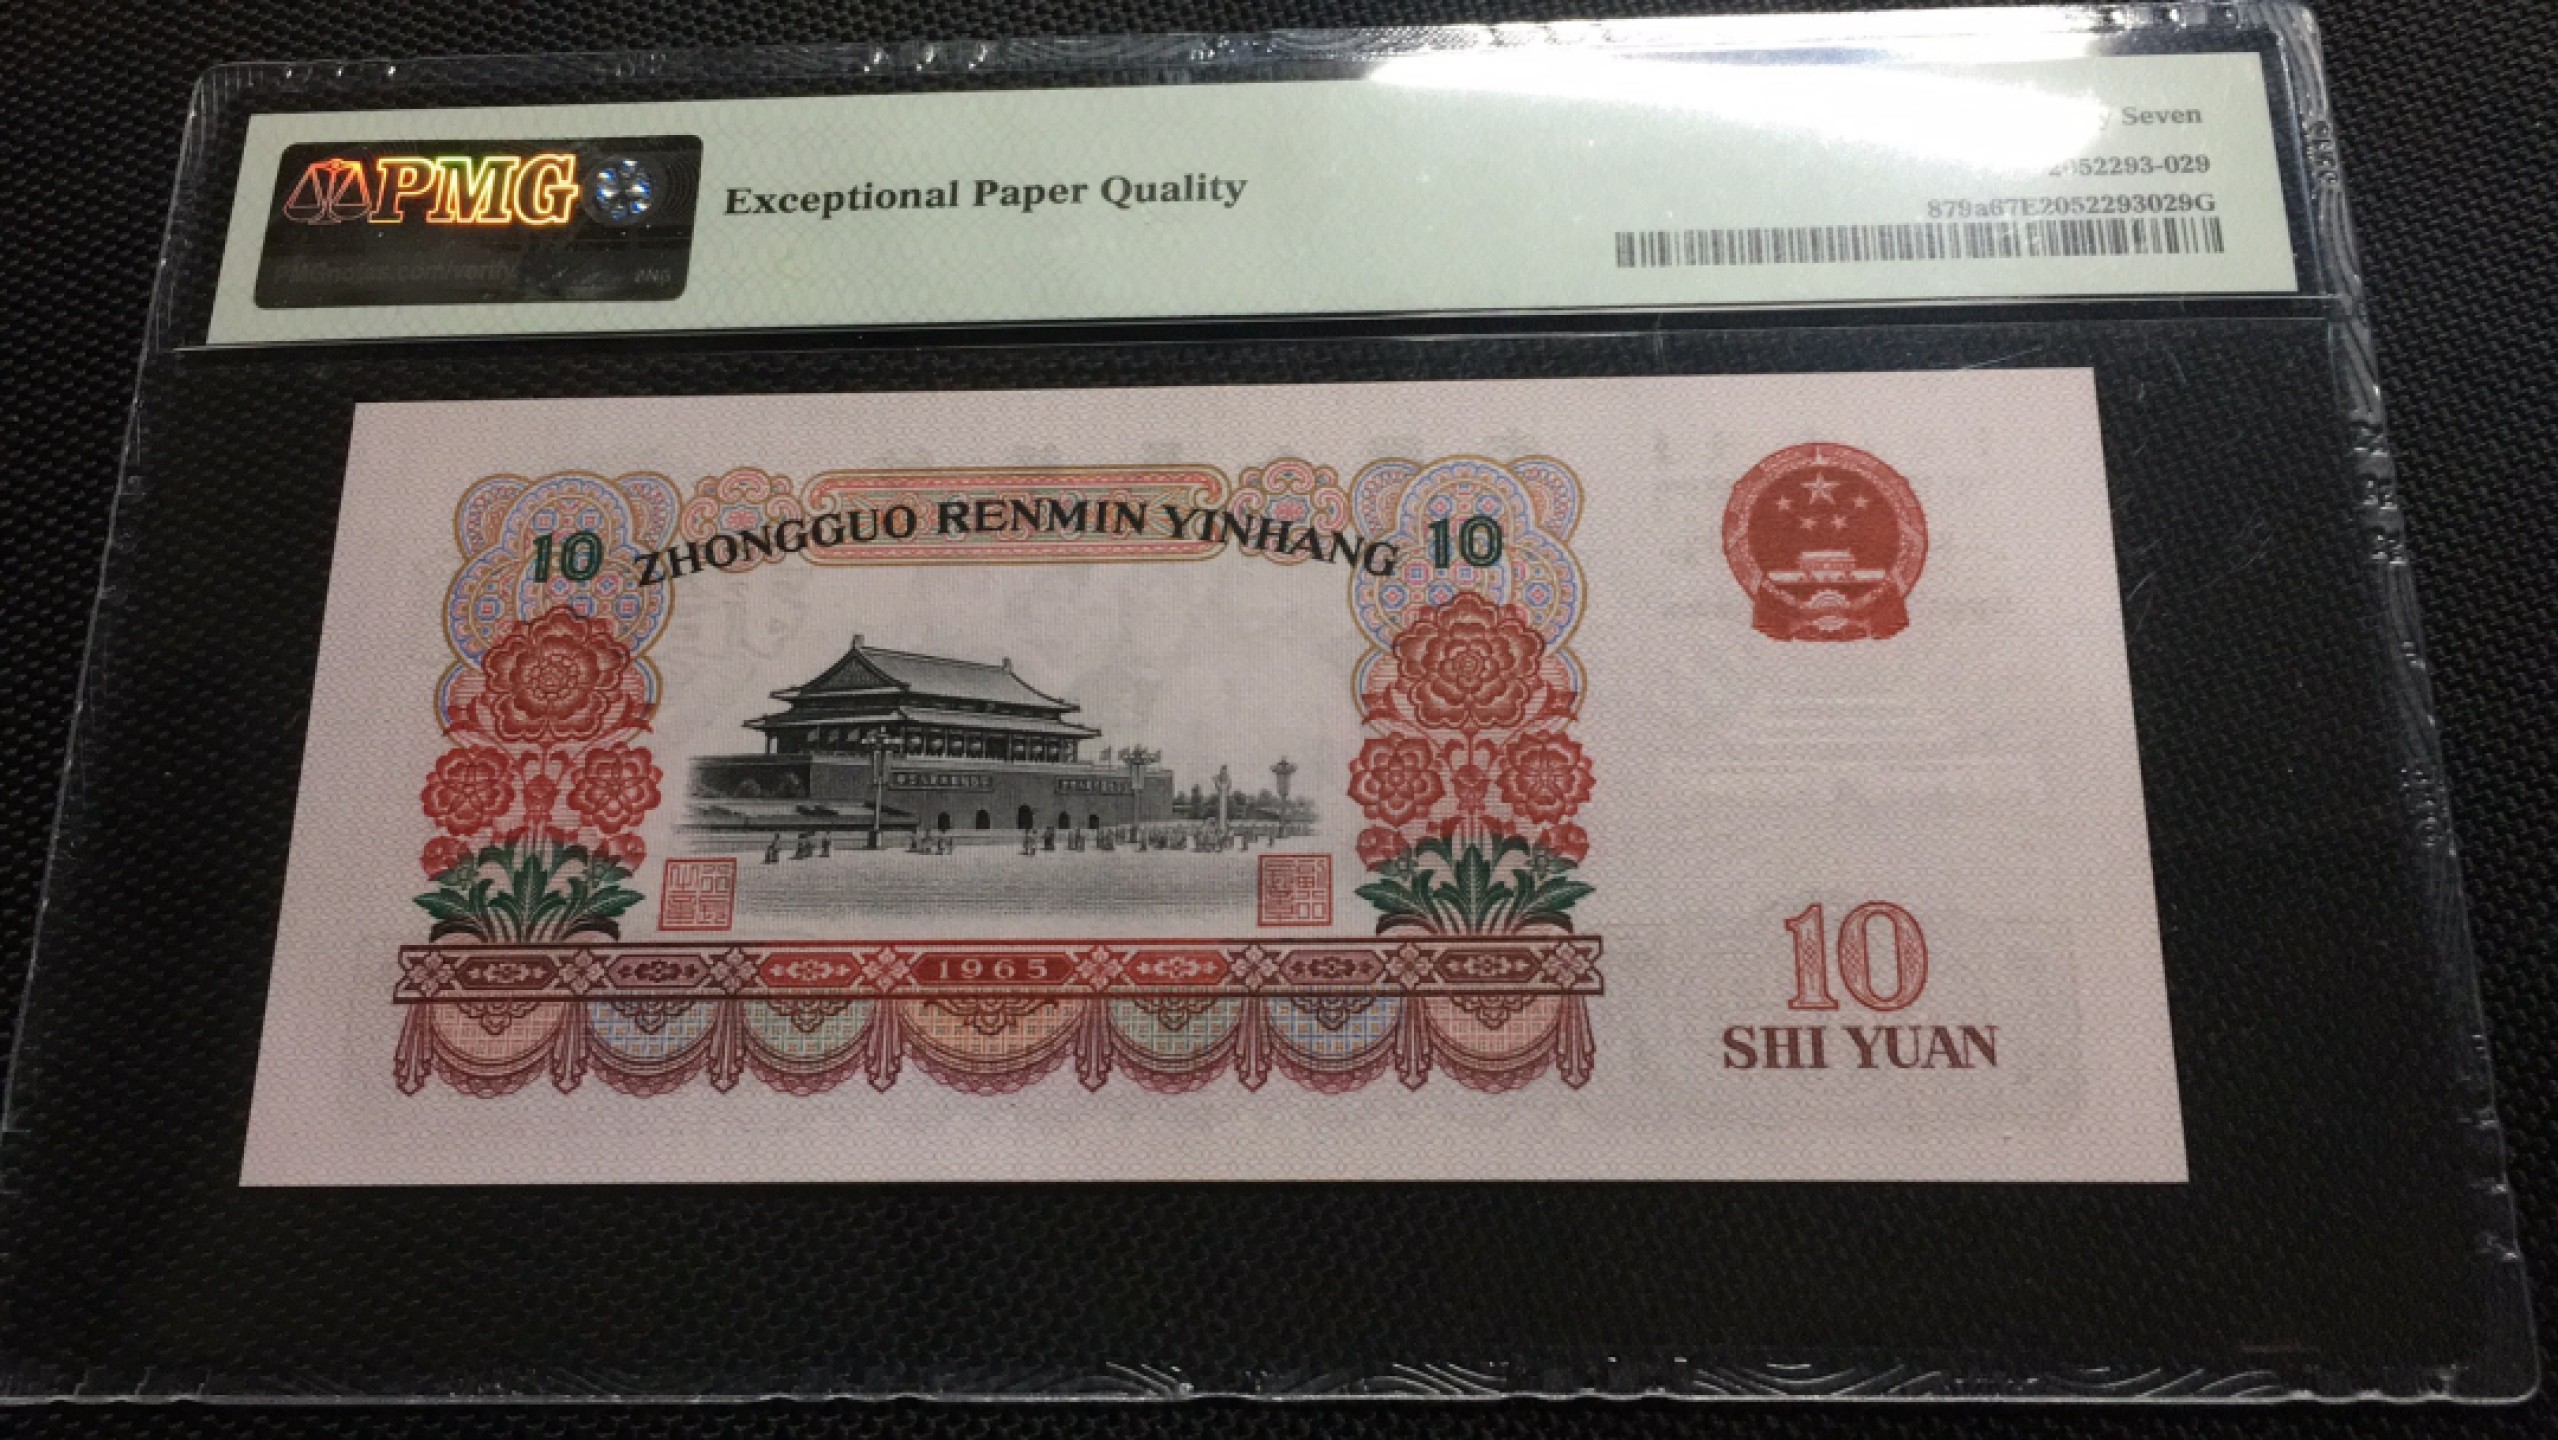 PMG
Exceptional Paper Quality
Seven
2052293-029
879a67E2052293029G
10 ZHONGGUO RENMIN YINHANG 10
1965
10
SHI YUAN